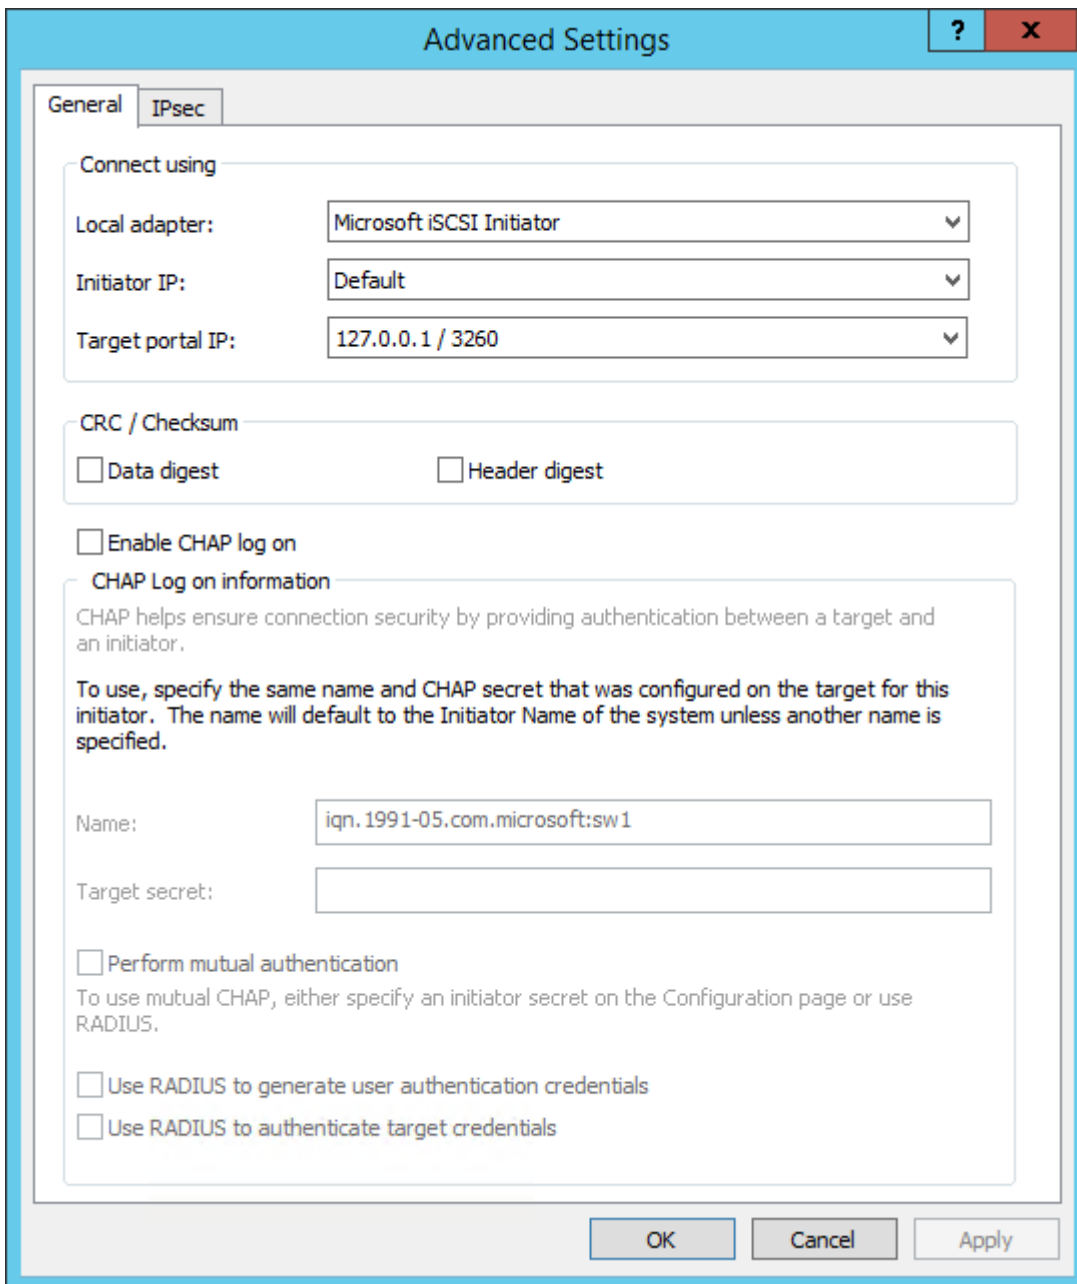 Advanced Settings
?
x
General
IPsec
Connect using
Local adapter:
Microsoft iSCSI Initiator
Initiator IP:
Default
Target portal IP:
127.0.0.1 / 3260
CRC / Checksum
Data digest
Header digest
Enable CHAP log on
CHAP Log on information
CHAP helps ensure connection security by providing authentication between a target and
an initiator.
To use, specify the same name and CHAP secret that was configured on the target for this
initiator.  The name will default to the Initiator Name of the system unless another name is
specified.
Name:
iqn.1991-05.com.microsoft:sw1
Target secret:
Perform mutual authentication
To use mutual CHAP, either specify an initiator secret on the Configuration page or use
RADIUS.
Use RADIUS to generate user authentication credentials
Use RADIUS to authenticate target credentials
OK
Cancel
Apply